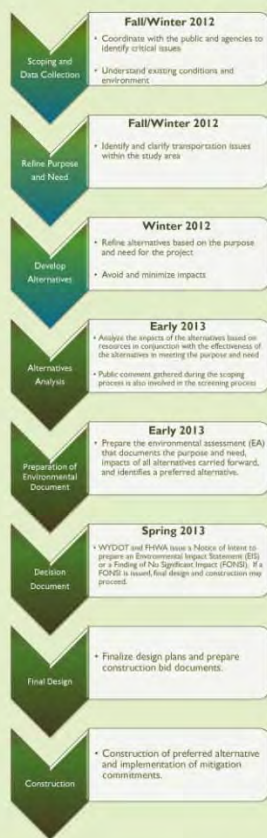 Fall/Winter 2012
Scoping and
Data Collection
• Coordinate with the public and agencies to
identify critical issues
• Understand existing conditions and
environment
Fall/Winter 2012
Refine Purpose
and Need
• Identify and clarify transportation issues
within the study area
Winter 2012
Develop
Alternatives
• Refine alternatives based on the purpose
and need for the project
• Avoid and minimize impacts
Early 2013
Alternatives
Analysis
• Analyze the impacts of the alternatives based on
resources in conjunction with the effectiveness of
the alternatives in meeting the purpose and need
• Public comment gathered during the scoping
process is also involved in the screening process
Early 2013
Preparation of
Environmental
Document
• Prepare the environmental assessment (EA)
that documents the purpose and need,
impacts of all alternatives carried forward,
and identifies a preferred alternative.
Spring 2013
Decision
Document
• WYDOT and FHWA issue a Notice of Intent to
prepare an Environmental Impact Statement (EIS)
or a Finding of No Significant Impact (FONSI). If a
FONSI is issued, final design and construction may
proceed.
Final Design
• Finalize design plans and prepare
construction bid documents.
Construction
• Construction of preferred alternative
and implementation of mitigation
commitments.